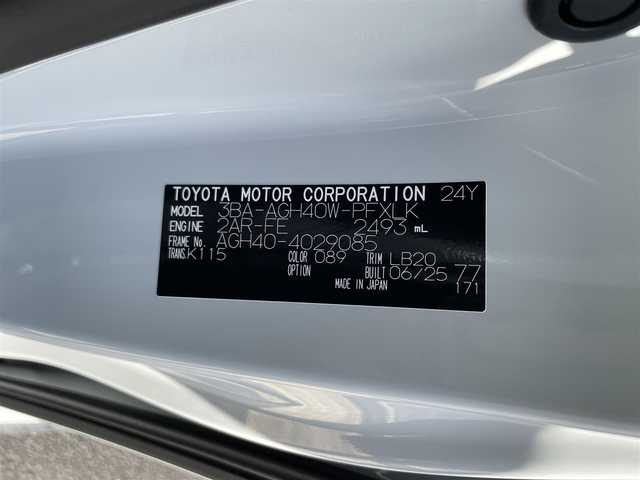 TOYOTA MOTOR CORPORATION 24Y
MODEL 3BA-AGH40W-PFXLK
ENGINE 2AR-FE 2493 mL
FRAME No. AGH40-4029085
TRANS. K115 COLOR 089 TRIM LB20
OPTION BUILT 06/25 77
MADE IN JAPAN 171